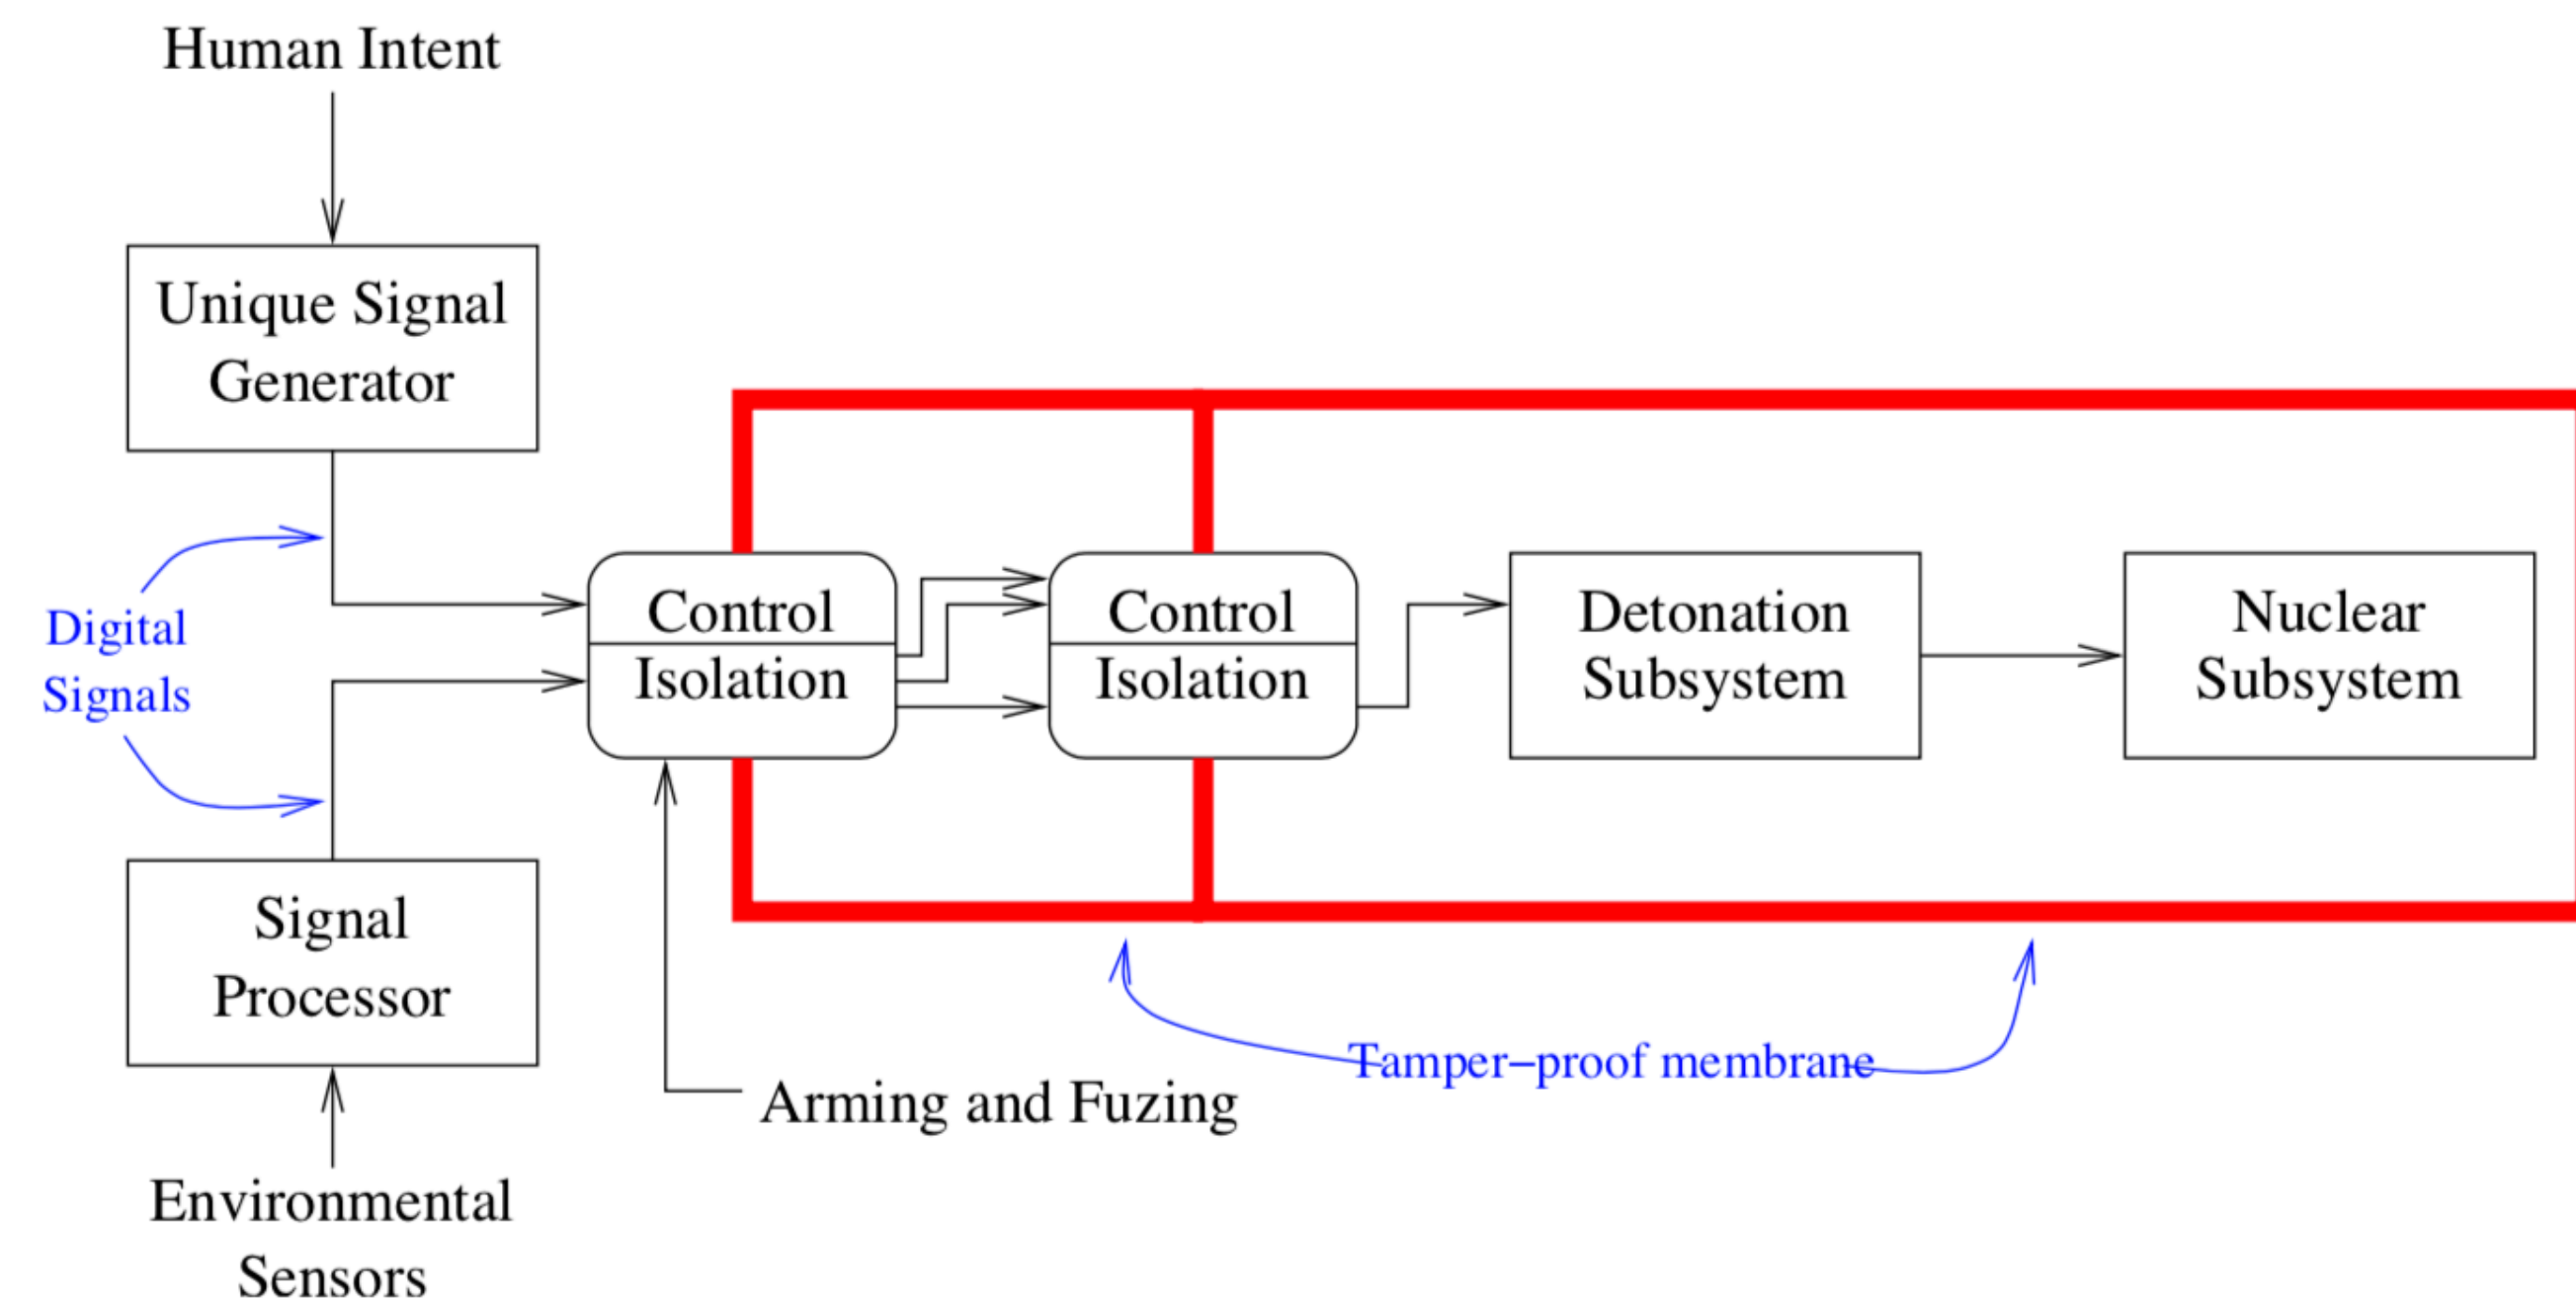 Human Intent
Unique Signal
Generator
Digital
Signals
Control
Isolation
Control
Isolation
Detonation
Subsystem
Nuclear
Subsystem
Signal
Processor
Tamper−proof membrane
Arming and Fuzing
Environmental
Sensors